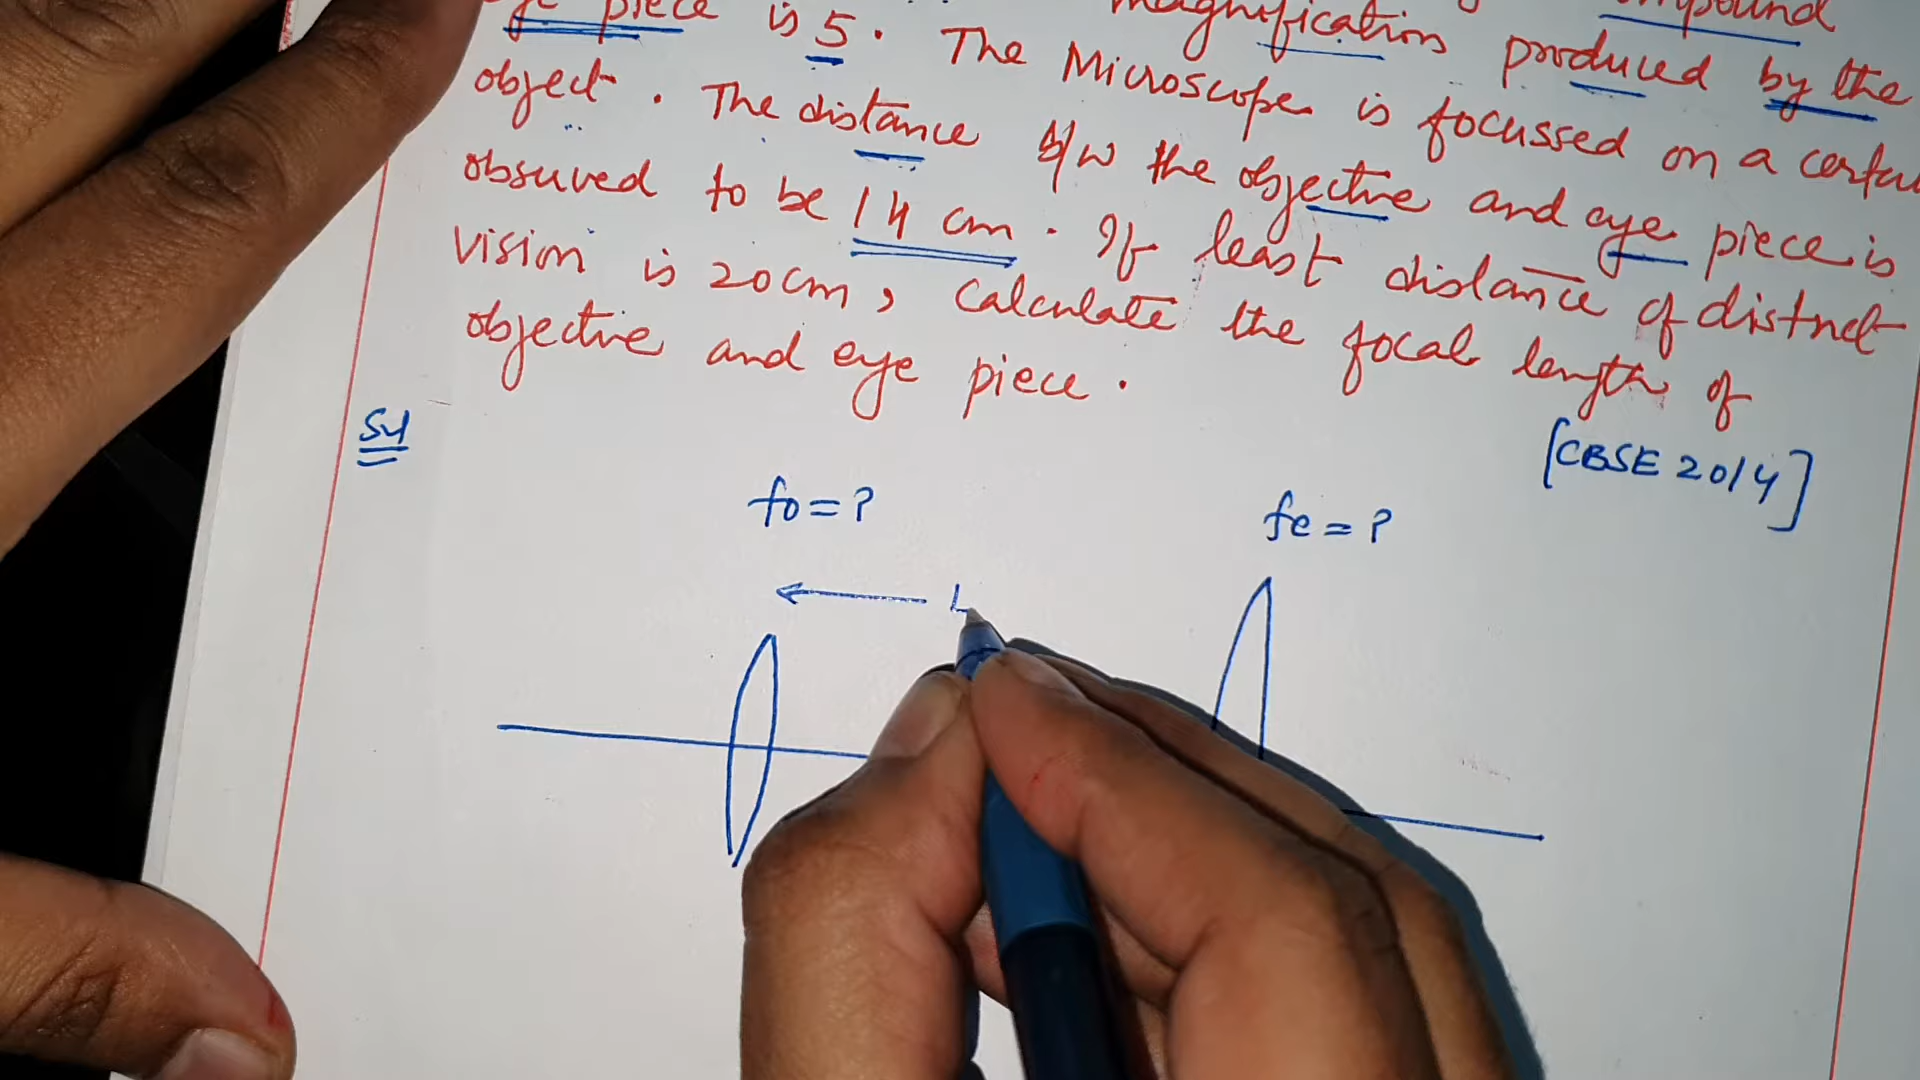 eye piece is 5. The Microscope is focussed on a certain
magnification produced by the
compound
object. The distance b/w the objective and eye piece is
observed to be 14 cm. If least distance of distnct
vision is 20cm, calculate the focal length of
objective and eye piece.
[CBSE 2014]
Sol
fo=?
fe=?
L